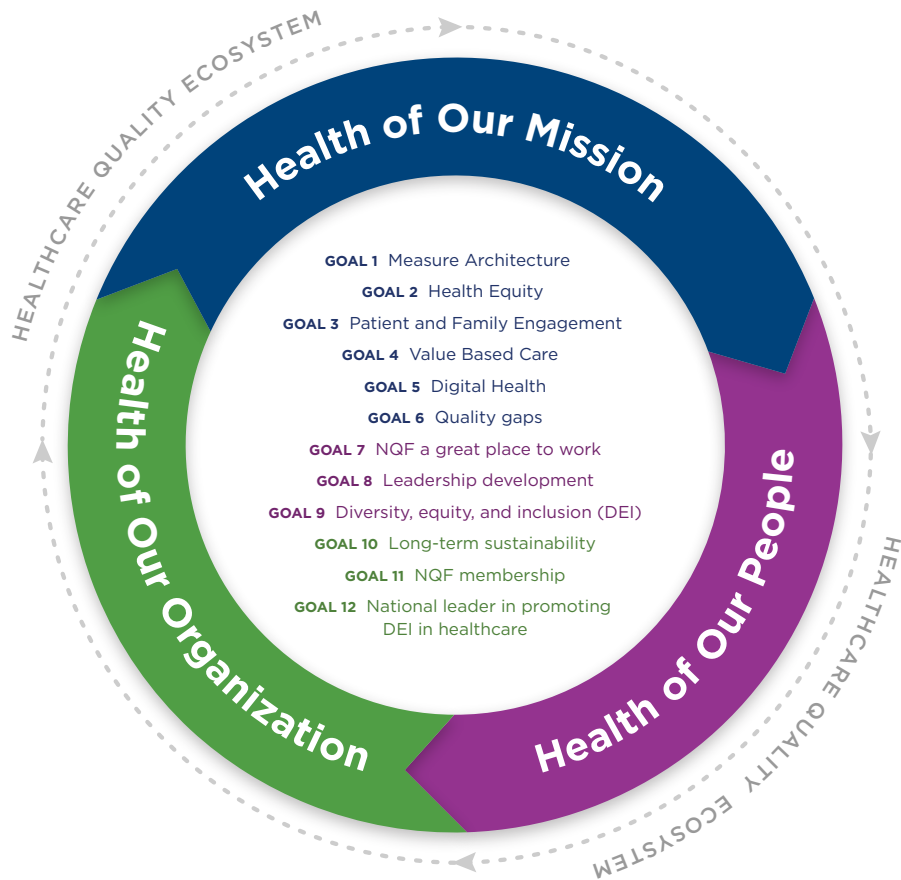 HEALTHCARE QUALITY ECOSYSTEM
Health of Our Mission
GOAL 1 Measure Architecture
GOAL 2 Health Equity
GOAL 3 Patient and Family Engagement
GOAL 4 Value Based Care
GOAL 5 Digital Health
GOAL 6 Quality gaps
GOAL 7 NQF a great place to work
GOAL 8 Leadership development
GOAL 9 Diversity, equity, and inclusion (DEI)
GOAL 10 Long-term sustainability
GOAL 11 NQF membership
GOAL 12 National leader in promoting
DEI in healthcare
Health of Our People
Health of Our Organization
HEALTHCARE QUALITY ECOSYSTEM